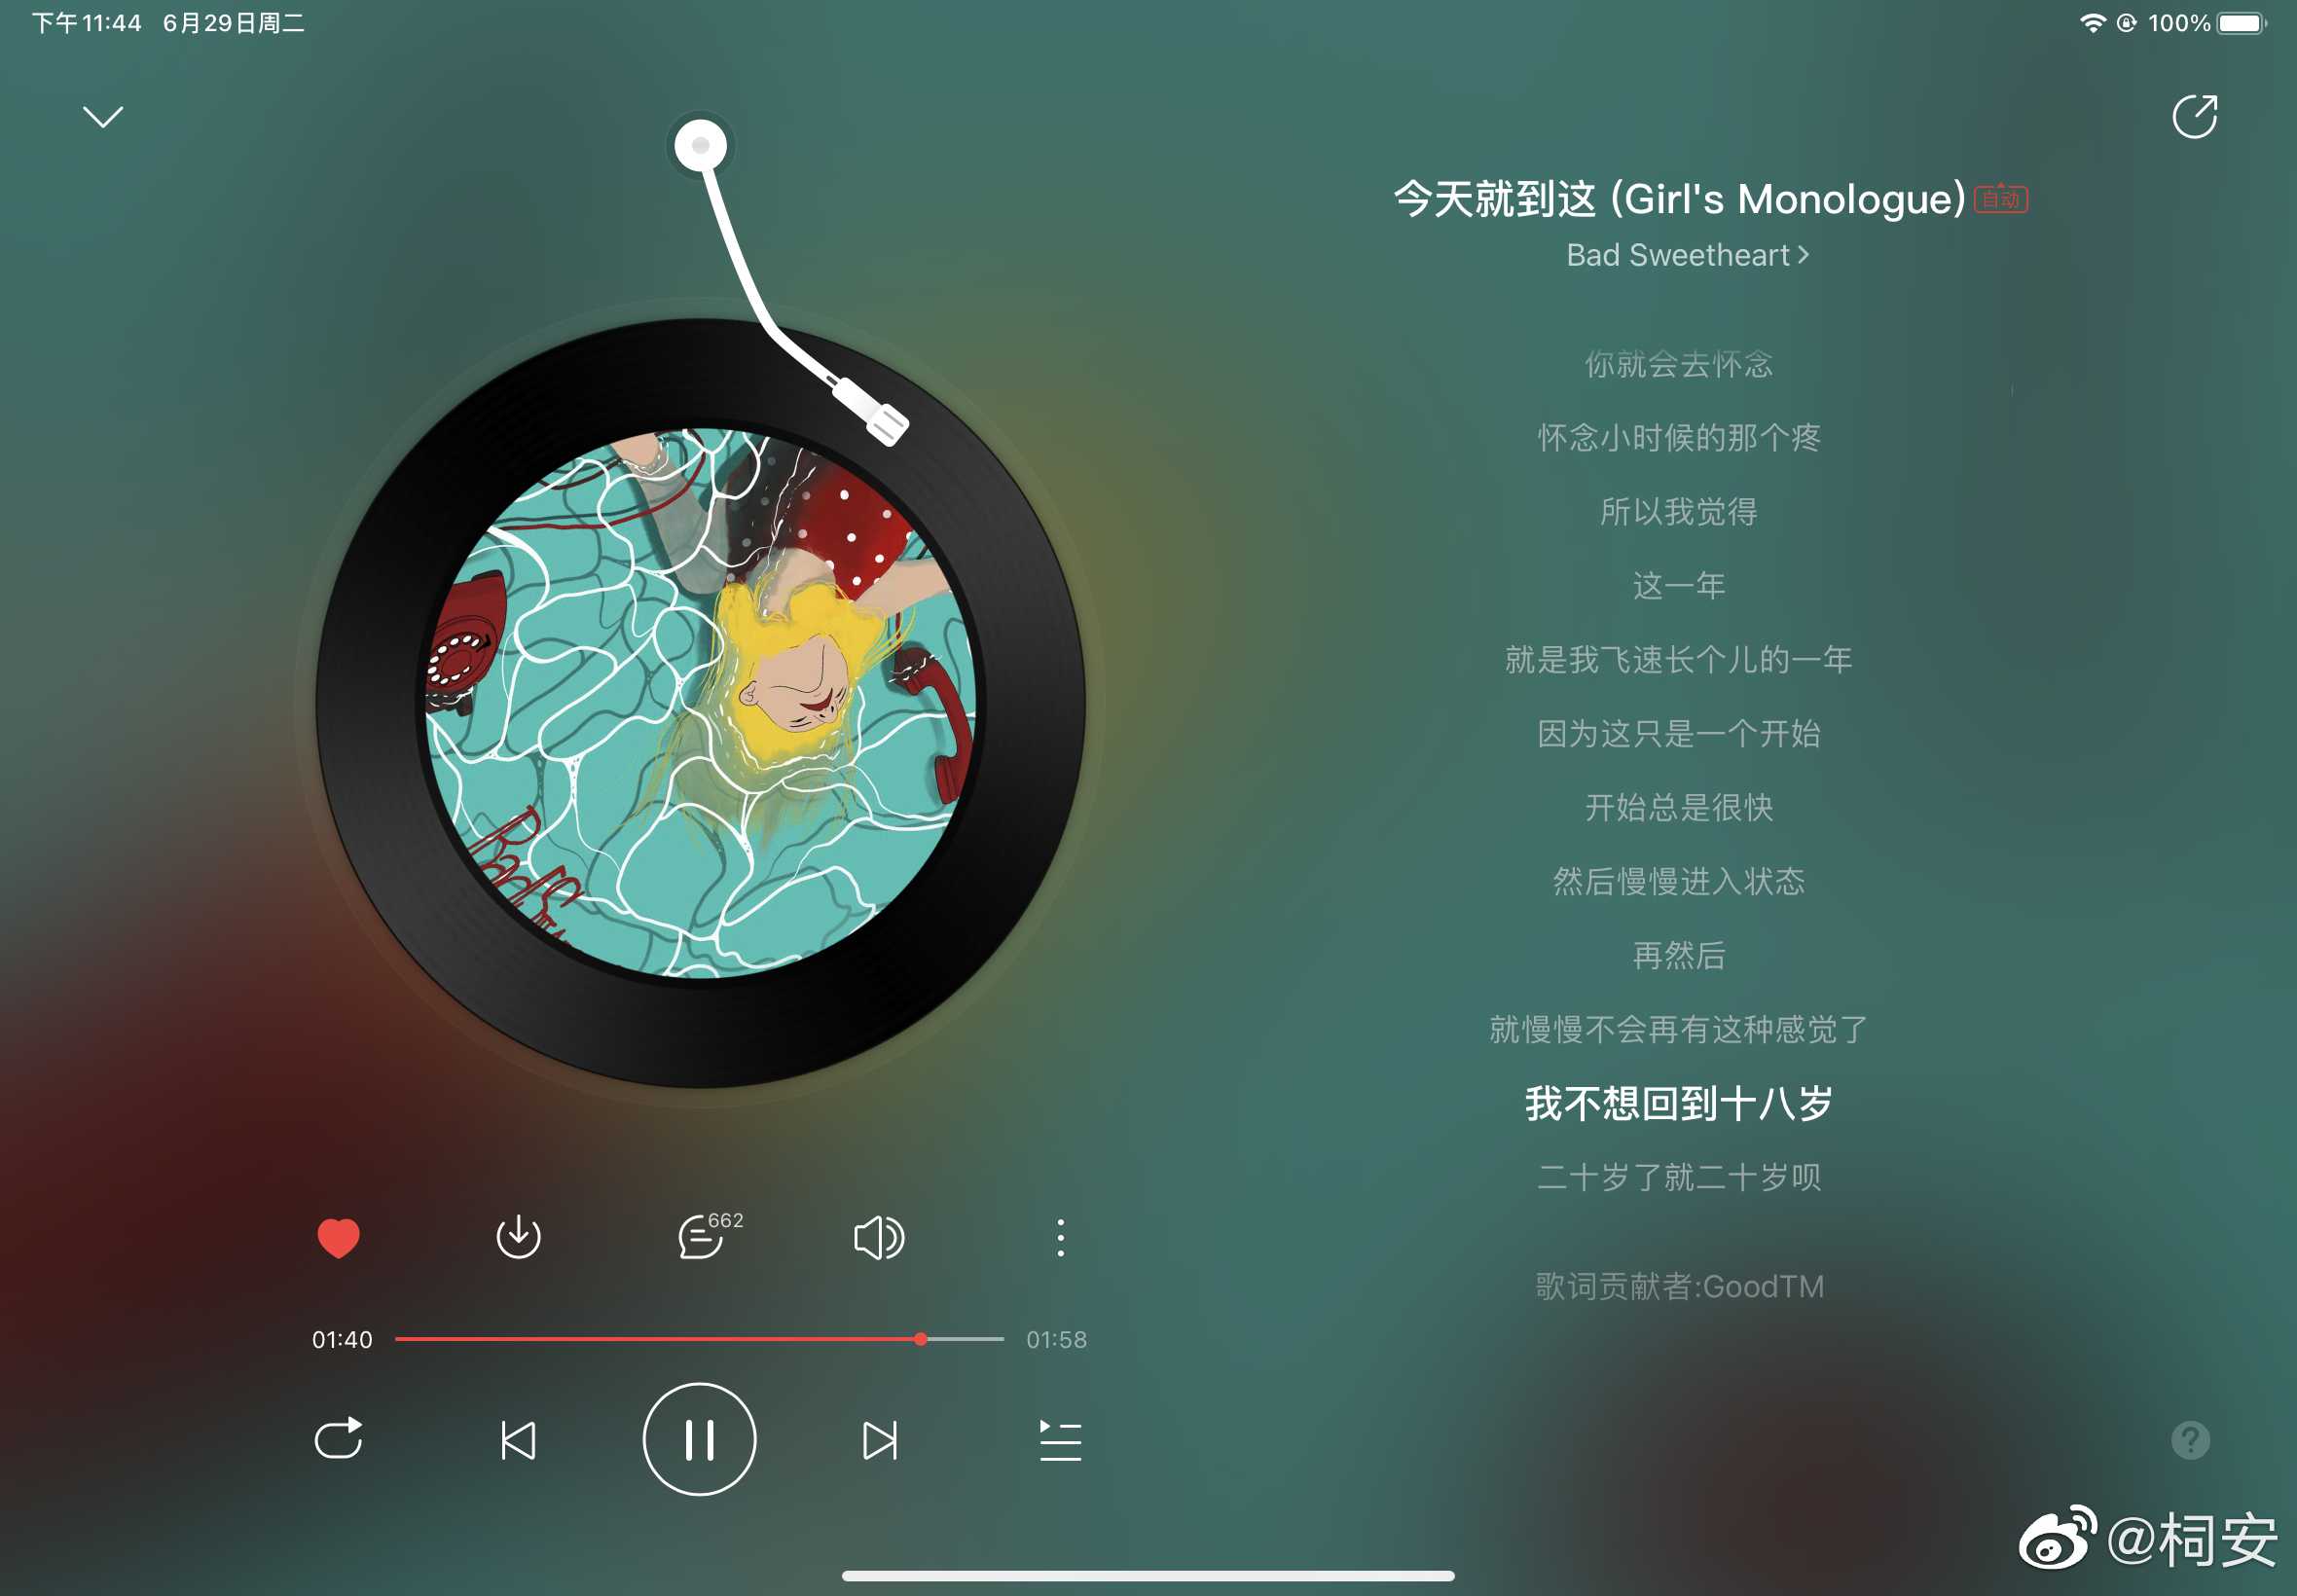 下午11:44 6月29日周二
100%
今天就到这 (Girl's Monologue) 自动
Bad Sweetheart
你就会去怀念
怀念小时候的那个疼
所以我觉得
这一年
就是我飞速长个儿的一年
因为这只是一个开始
开始总是很快
然后慢慢进入状态
再然后
就慢慢不会再有这种感觉了
我不想回到十八岁
二十岁了就二十岁呗
歌词贡献者:GoodTM
662
01:40
01:58
@桐安